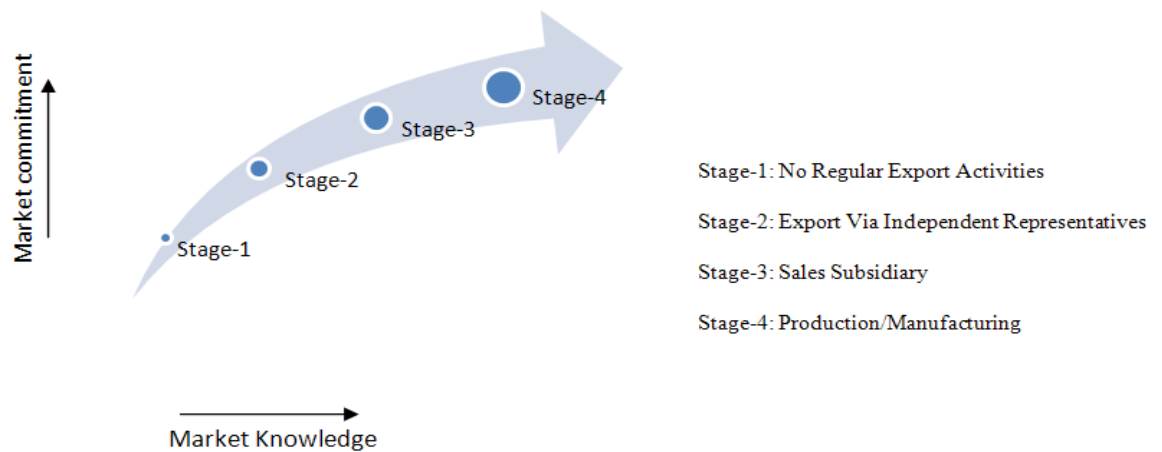 Market commitment
Stage-1
Stage-2
Stage-3
Stage-4
Market Knowledge
Stage-1: No Regular Export Activities
Stage-2: Export Via Independent Representatives
Stage-3: Sales Subsidiary
Stage-4: Production/Manufacturing